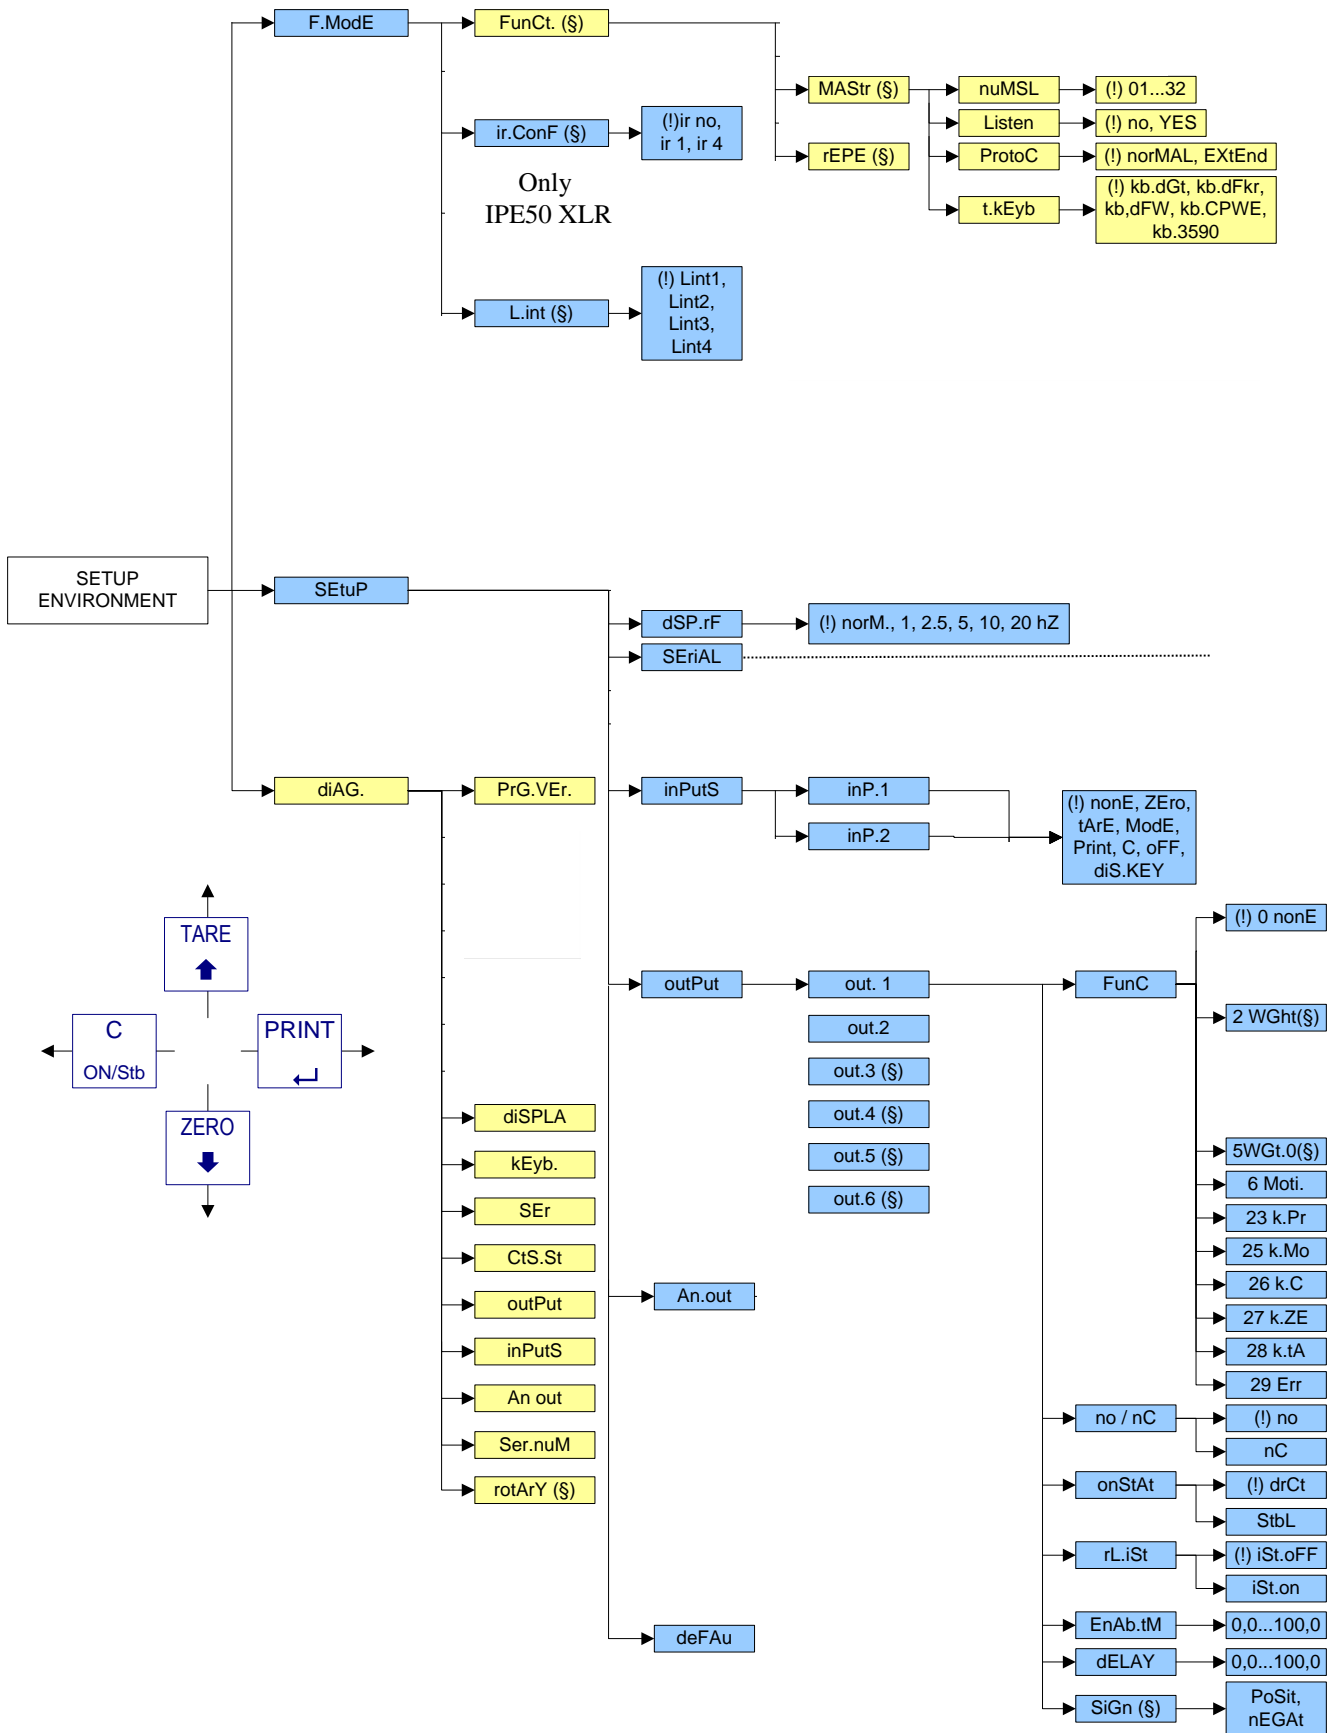 F.ModE
FunCt. (§)
MAStr (§)
nuMSL
(!) 01...32
Listen
(!) no, YES
ir.ConF (§)
(!)ir no,
ir 1, ir 4
rEPE (§)
ProtoC
(!) norMAL, EXtEnd
Only
IPE50 XLR
t.kEyb
(!) kb.dGt, kb.dFkr,
kb,dFW, kb.CPWE,
kb.3590
L.int (§)
(!) Lint1,
Lint2,
Lint3,
Lint4
SETUP
ENVIRONMENT
SEtuP
dSP.rF
(!) norM., 1, 2.5, 5, 10, 20 hZ
SEriAL
diAG.
PrG.VEr.
inPutS
inP.1
inP.2
(!) nonE, ZEro,
tArE, ModE,
Print, C, oFF,
diS.KEY
TARE
C
ON/Stb
PRINT
ZERO
outPut
out. 1
out.2
out.3 (§)
out.4 (§)
out.5 (§)
out.6 (§)
FunC
(!) 0 nonE
2 WGht(§)
5WGt.0(§)
6 Moti.
23 k.Pr
25 k.Mo
26 k.C
27 k.ZE
28 k.tA
29 Err
diSPLA
kEyb.
SEr
CtS.St
outPut
inPutS
An out
Ser.nuM
rotArY (§)
An.out
no / nC
(!) no
nC
onStAt
(!) drCt
StbL
rL.iSt
(!) iSt.oFF
iSt.on
deFAu
EnAb.tM
0,0...100,0
dELAY
0,0...100,0
SiGn (§)
PoSit,
nEGAt